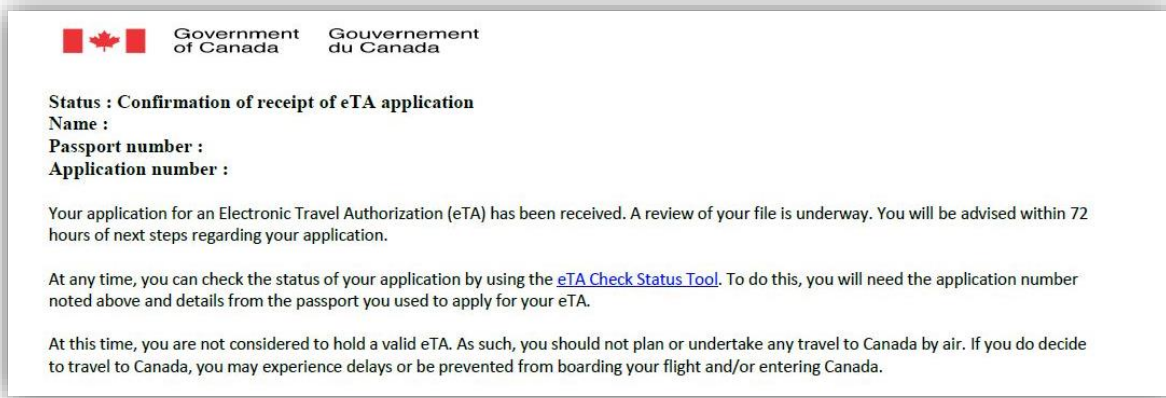 Government Gouvernement
of Canada du Canada
Status : Confirmation of receipt of eTA application
Name :
Passport number :
Application number :
Your application for an Electronic Travel Authorization (eTA) has been received. A review of your file is underway. You will be advised within 72
hours of next steps regarding your application.
At any time, you can check the status of your application by using the eTA Check Status Tool. To do this, you will need the application number
noted above and details from the passport you used to apply for your eTA.
At this time, you are not considered to hold a valid eTA. As such, you should not plan or undertake any travel to Canada by air. If you do decide
to travel to Canada, you may experience delays or be prevented from boarding your flight and/or entering Canada.